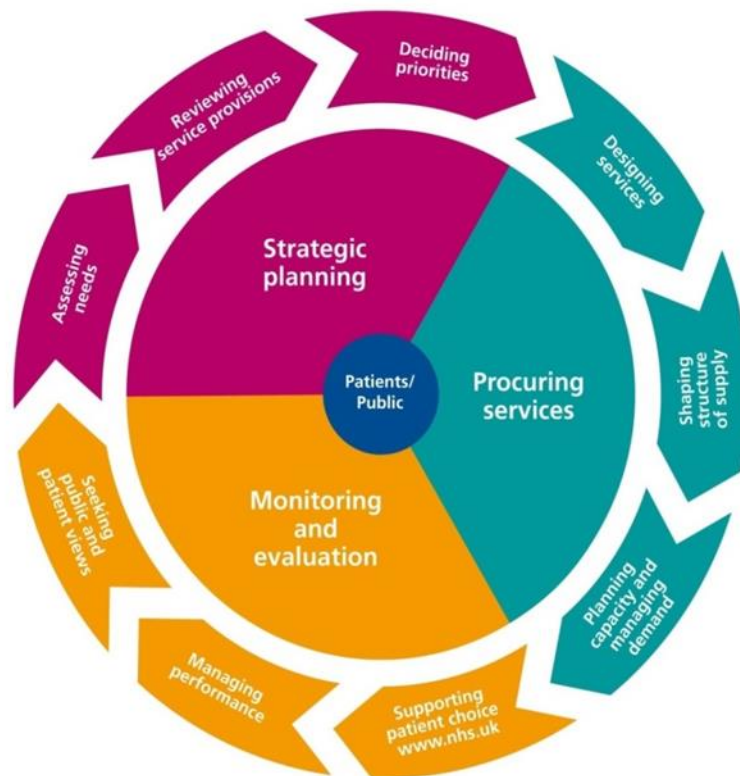 Deciding
priorities
Designing
services
Shaping
structure
of supply
Planning
capacity and
managing
demand
Supporting
patient choice
www.nhs.uk
Managing
performance
Seeking
public and
patient views
Assessing
needs
Reviewing
service provisions
Strategic
planning
Procuring
services
Monitoring
and
evaluation
Patients/
Public